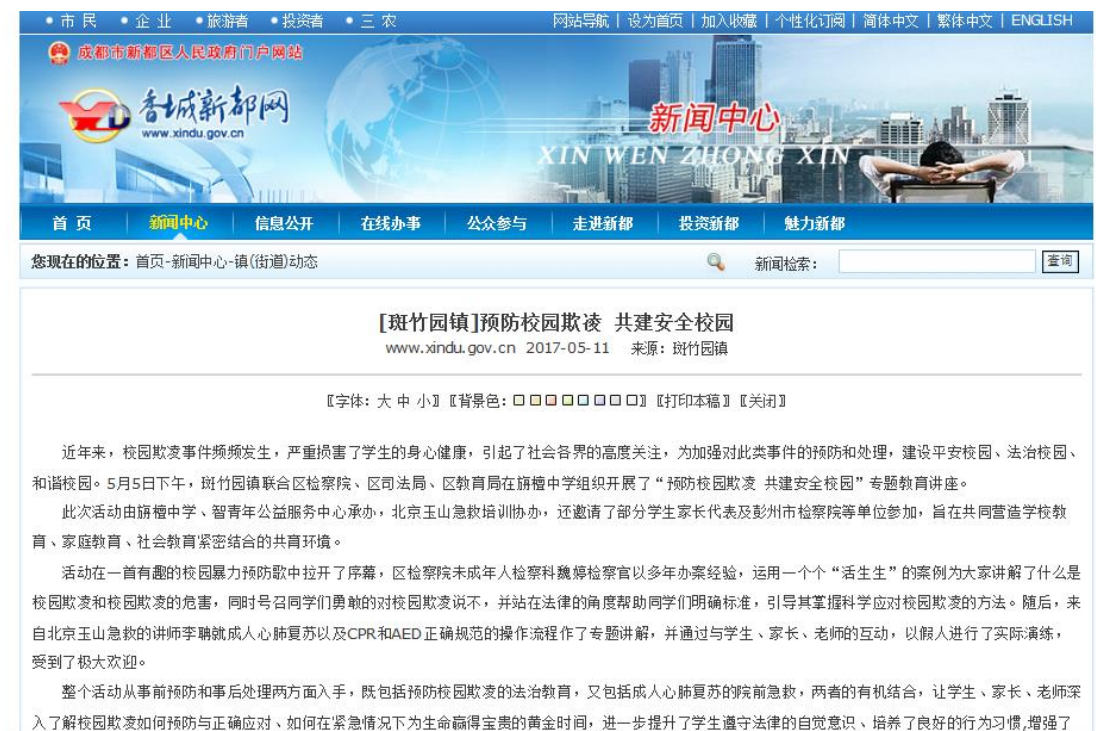 • 市 民 • 企 业 • 旅游者 • 投资者 • 三 农 网站导航 | 设为首页 | 加入收藏 | 个性化订阅 | 简体中文 | 繁体中文 | ENGLISH
成都市新都区人民政府门户网站
香城新都网
www.xindu.gov.cn
新闻中心
XIN WEN ZHONG XIN
首 页 新闻中心 信息公开 在线办事 公众参与 走进新都 投资新都 魅力新都
您现在的位置：首页-新闻中心-镇(街道)动态 新闻检索： 查询
[斑竹园镇]预防校园欺凌 共建安全校园
www.xindu.gov.cn 2017-05-11 来源：斑竹园镇
〖字体：大 中 小〗〖背景色：〗〖打印本稿〗〖关闭〗
近年来，校园欺凌事件频频发生，严重损害了学生的身心健康，引起了社会各界的高度关注，为加强对此类事件的预防和处理，建设平安校园、法治校园、
和谐校园。5月5日下午，斑竹园镇联合区检察院、区司法局、区教育局在旃檀中学组织开展了“预防校园欺凌 共建安全校园”专题教育讲座。
此次活动由旃檀中学、智青年公益服务中心承办，北京玉山急救培训协办，还邀请了部分学生家长代表及彭州市检察院等单位参加，旨在共同营造学校教
育、家庭教育、社会教育紧密结合的共育环境。
活动在一首有趣的校园暴力预防歌中拉开了序幕，区检察院未成年人检察科魏婷检察官以多年办案经验，运用一个个“活生生”的案例为大家讲解了什么是
校园欺凌和校园欺凌的危害，同时号召同学们勇敢的对校园欺凌说不，并站在法律的角度帮助同学们明确标准，引导其掌握科学应对校园欺凌的方法。随后，来
自北京玉山急救的讲师李聃就成人心肺复苏以及CPR和AED正确规范的操作流程作了专题讲解，并通过与学生、家长、老师的互动，以假人进行了实际演练，
受到了极大欢迎。
整个活动从事前预防和事后处理两方面入手，既包括预防校园欺凌的法治教育，又包括成人心肺复苏的院前急救，两者的有机结合，让学生、家长、老师深
入了解校园欺凌如何预防与正确应对、如何在紧急情况下为生命赢得宝贵的黄金时间，进一步提升了学生遵守法律的自觉意识、培养了良好的行为习惯,增强了